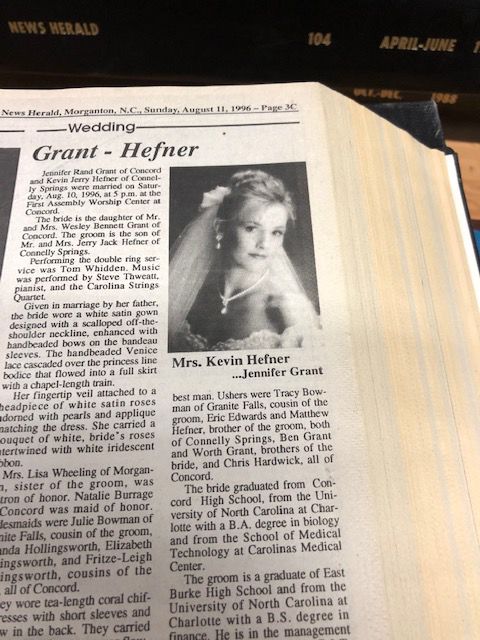 NEWS HERALD
104
APRIL-JUNE
OCT.-DEC. 1988
News Herald, Morganton, N.C., Sunday, August 11, 1996 – Page 3C
Wedding
Grant - Hefner
Jennifer Rand Grant of Concord
and Kevin Jerry Hefner of Connel-
ly Springs were married on Satur-
day, Aug. 10, 1996, at 5 p.m. at the
First Assembly Worship Center at
Concord.
The bride is the daughter of Mr.
and Mrs. Wesley Bennett Grant of
Concord. The groom is the son of
Mr. and Mrs. Jerry Jack Hefner of
Connelly Springs.
Performing the double ring ser-
vice was Tom Whidden. Music
was performed by Steve Thweatt,
pianist, and the Carolina Strings
Quartet.
Given in marriage by her father,
the bride wore a white satin gown
designed with a scalloped off-the-
shoulder neckline, enhanced with
handbeaded bows on the bandeau
sleeves. The handbeaded Venice
lace cascaded over the princess line
bodice that flowed into a full skirt
with a chapel-length train.
Her fingertip veil attached to a
headpiece of white satin roses
adorned with pearls and applique
matching the dress. She carried a
bouquet of white, bride's roses
intertwined with white iridescent
ribbon.
Mrs. Lisa Wheeling of Morgan-
n, sister of the groom, was
tron of honor. Natalie Burrage
Concord was maid of honor.
desmaids were Julie Bowman of
nite Falls, cousin of the groom,
nda Hollingsworth, Elizabeth
ingsworth, and Fritze-Leigh
ingsworth, cousins of the
, all of Concord.
ey wore tea-length coral chif-
resses with short sleeves and
w in the back. They carried
Mrs. Kevin Hefner
...Jennifer Grant
best man. Ushers were Tracy Bow-
man of Granite Falls, cousin of the
groom, Eric Edwards and Matthew
Hefner, brother of the groom, both
of Connelly Springs, Ben Grant
and Worth Grant, brothers of the
bride, and Chris Hardwick, all of
Concord.
The bride graduated from Con-
cord High School, from the Uni-
versity of North Carolina at Char-
lotte with a B.A. degree in biology
and from the School of Medical
Technology at Carolinas Medical
Center.
The groom is a graduate of East
Burke High School and from the
University of North Carolina at
Charlotte with a B.S. degree in
finance. He is in the management